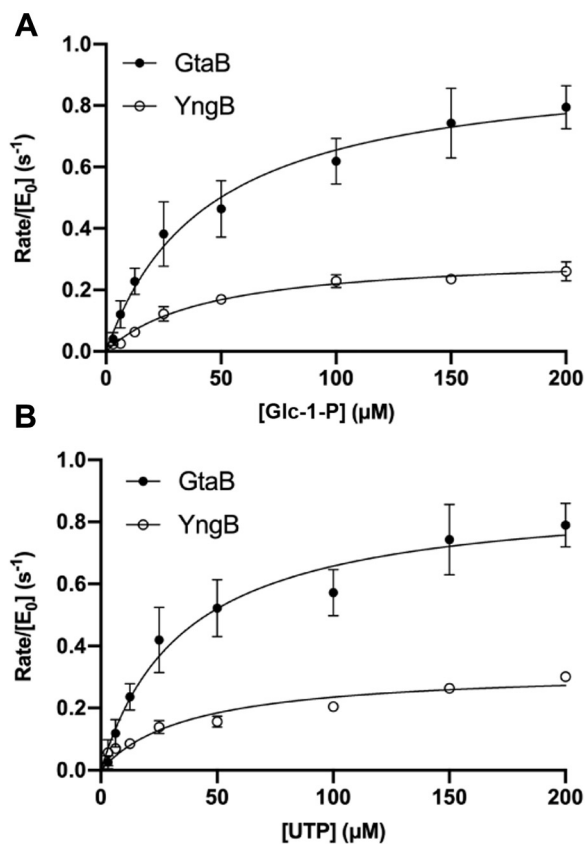 A
GtaB
YngB
Rate/[E₀] (s⁻¹)
1.0
0.8
0.6
0.4
0.2
0.0
0 50 100 150 200
[Glc-1-P] (µM)
B
GtaB
YngB
Rate/[E₀] (s⁻¹)
1.0
0.8
0.6
0.4
0.2
0.0
0 50 100 150 200
[UTP] (µM)